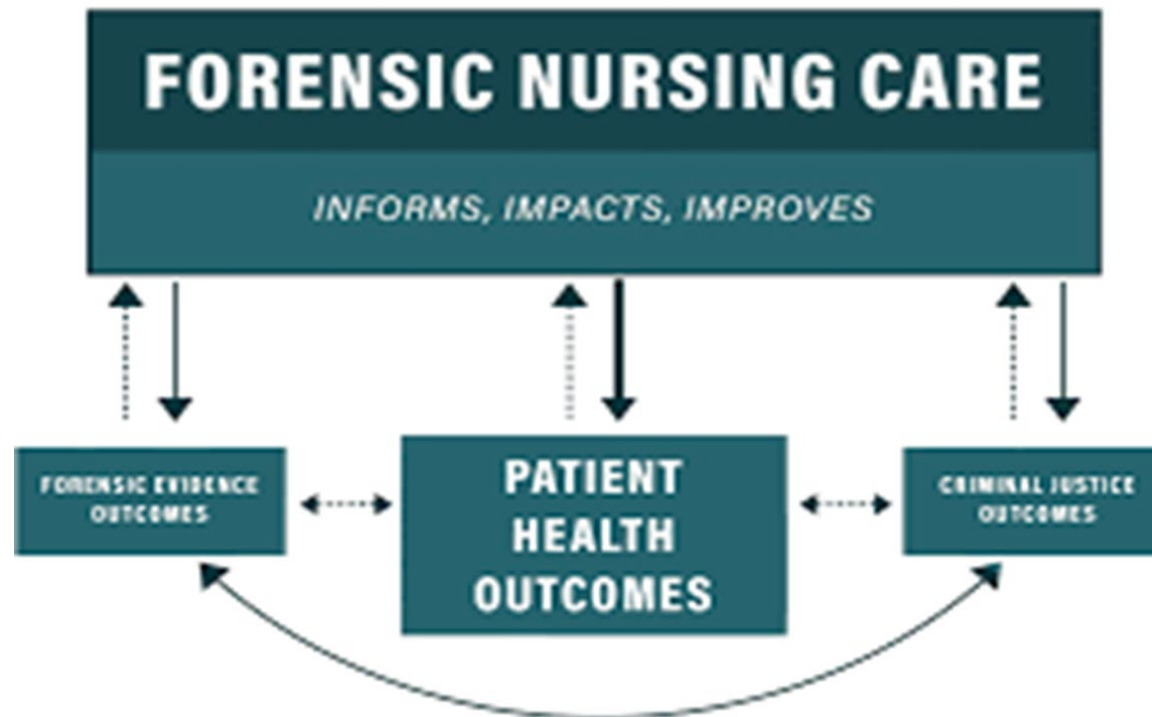 FORENSIC NURSING CARE
INFORMS, IMPACTS, IMPROVES
FORENSIC EVIDENCE
OUTCOMES
PATIENT
HEALTH
OUTCOMES
CRIMINAL JUSTICE
OUTCOMES